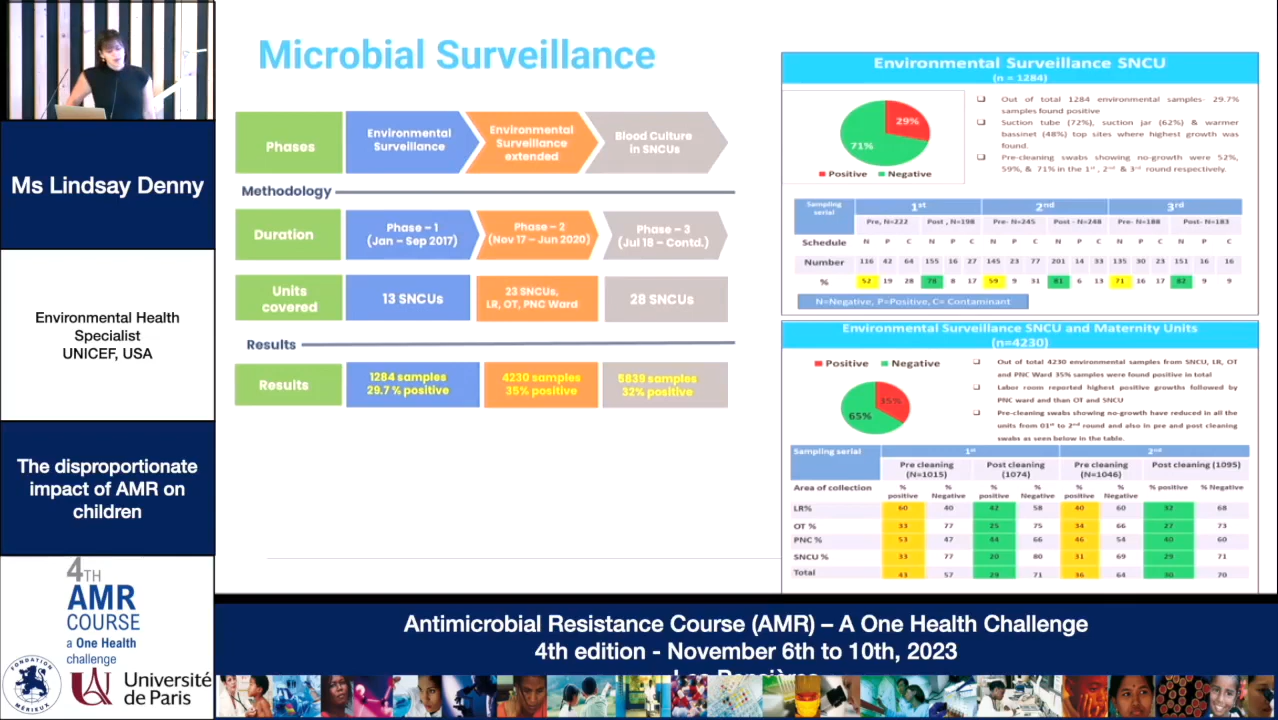 Microbial Surveillance
Phases
Environmental
Surveillance
Environmental
Surveillance
extended
Blood Culture
in SNCUs
Methodology
Duration
Phase – 1
(Jan – Sep 2017)
Phase – 2
(Nov 17 – Jun 2020)
Phase – 3
(Jul 18 – Contd.)
Units
covered
13 SNCUs
23 SNCUs,
LR, OT, PNC Ward
28 SNCUs
Results
Results
1284 samples
29.7 % positive
4230 samples
35% positive
5839 samples
32% positive
Environmental Surveillance SNCU
(n = 1284)
29%
71%
Positive Negative
Out of total 1284 environmental samples- 29.7%
samples found positive
Suction tube (72%), suction jar (62%) & warmer
bassinet (48%) top sites where highest growth was
found.
Pre-cleaning swabs showing no-growth were 52%,
59%, & 71% in the 1st , 2nd & 3rd round respectively.
Sampling
serial
1st 2nd 3rd
Pre, N=222 Post , N=198 Pre- N=245 Post - N=248 Pre- N=188 Post- N=183
Schedule N P C N P C N P C N P C N P C N P C
Number 116 42 64 155 16 27 145 23 77 201 14 33 135 30 23 151 16 16
% 52 19 28 78 8 17 59 9 31 81 6 13 71 16 17 82 9 9
N=Negative, P=Positive, C= Contaminant
Environmental Surveillance SNCU and Maternity Units
(n=4230)
Positive Negative
35%
65%
Out of total 4230 environmental samples from SNCU, LR, OT
and PNC Ward 35% samples were found positive in total
Labor room reported highest positive growths followed by
PNC ward and than OT and SNCU
Pre-cleaning swabs showing no-growth have reduced in all the
units from 01st to 2nd round and also in pre and post cleaning
swabs as seen below in the table.
Sampling serial 1st 2nd
Pre cleaning
(N=1015)
Post cleaning
(1074)
Pre cleaning
(N=1046)
Post cleaning (1095)
Area of collection % positive % Negative % positive % Negative % positive % Negative % positive % Negative
LR% 60 40 42 58 40 60 32 68
OT % 33 77 25 75 34 66 27 73
PNC % 53 47 44 66 46 54 40 60
SNCU % 33 77 20 80 31 69 29 71
Total 43 57 29 71 36 64 30 70
Ms Lindsay Denny
Environmental Health
Specialist
UNICEF, USA
The disproportionate
impact of AMR on
children
4TH
AMR
COURSE
a One Health
challenge
FONDATION
MÉRIEUX
Université
de Paris
Antimicrobial Resistance Course (AMR) – A One Health Challenge
4th edition - November 6th to 10th, 2023